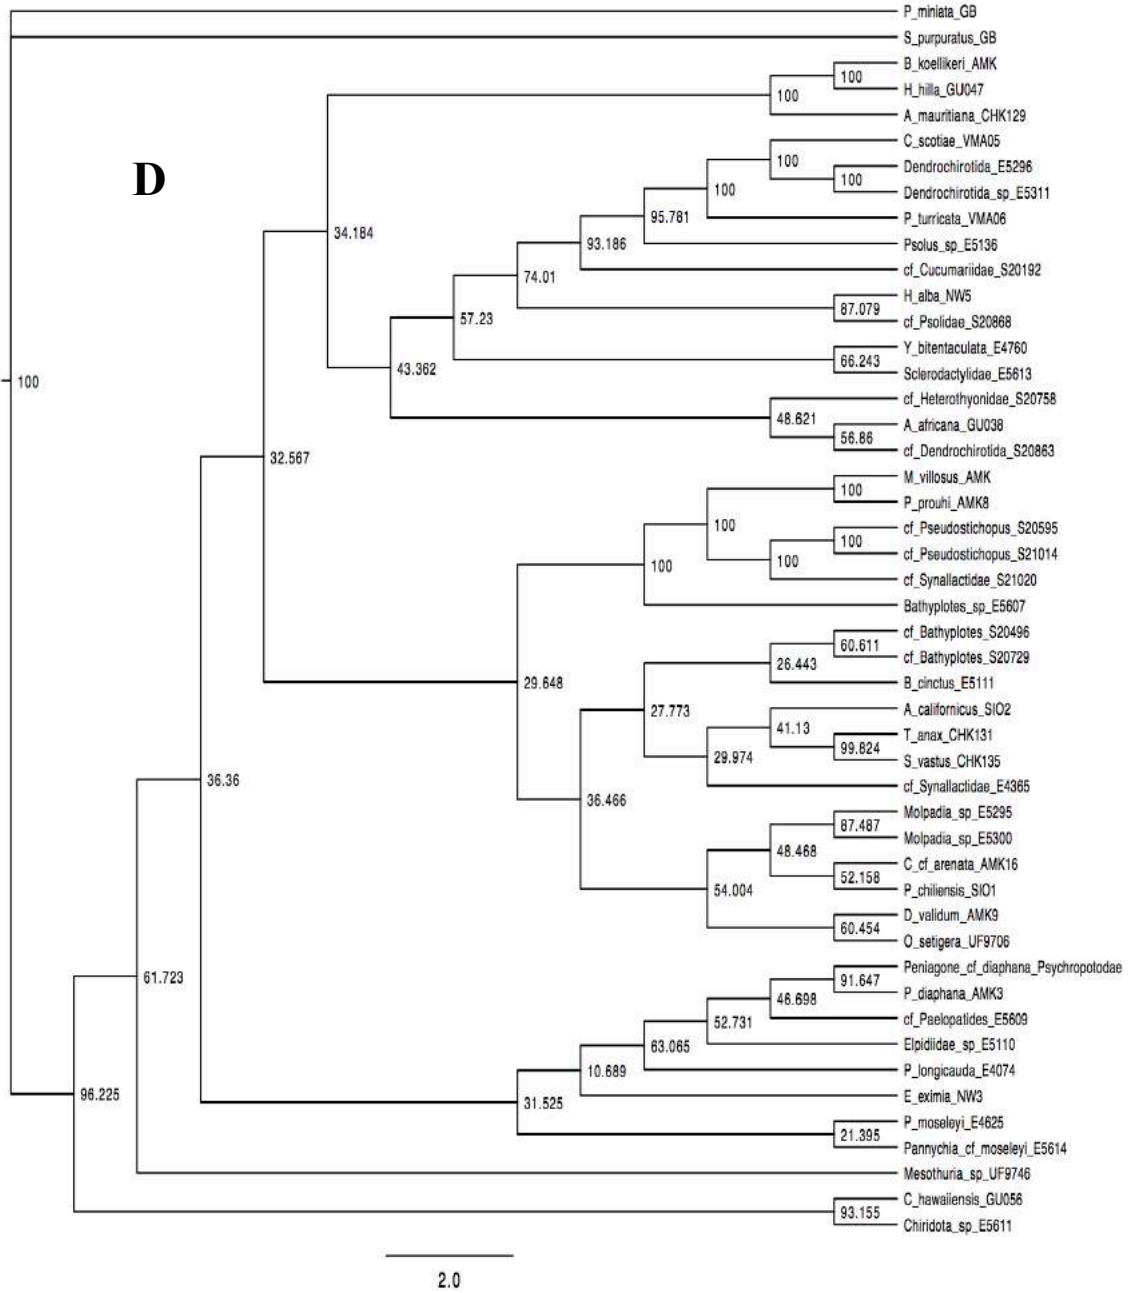 P_miniata_GB
S_purpuratus_GB
B_koellikeri_AMK
100
H_hilla_GU047
100
A_mauritiana_CHK129
C_scotiae_VMA05
D
100
Dendrochirotida_E5296
100
100
Dendrochirotida_sp_E5311
95.781
P_turricata_VMA06
34.184
93.186
Psolus_sp_E5136
cf_Cucumariidae_S20192
74.01
H_alba_NW5
87.079
57.23
cf_Psolidae_S20868
Y_bitentaculata_E4760
66.243
43.362
Sclerodactylidae_E5613
100
cf_Heterothyonidae_S20758
48.621
A_africana_GU038
56.86
cf_Dendrochirotida_S20863
32.567
M_villosus_AMK
100
P_prouhi_AMK8
100
cf_Pseudostichopus_S20595
100
cf_Pseudostichopus_S21014
100
100
cf_Synallactidae_S21020
Bathyplotes_sp_E5607
cf_Bathyplotes_S20496
60.611
cf_Bathyplotes_S20729
26.443
29.648
B_cinctus_E5111
27.773
A_californicus_SIO2
41.13
T_anax_CHK131
99.824
29.974
S_vastus_CHK135
36.36
cf_Synallactidae_E4365
36.466
Molpadia_sp_E5295
87.487
Molpadia_sp_E5300
48.468
C_cf_arenata_AMK16
52.158
54.004
P_chiliensis_SIO1
D_validum_AMK9
60.454
O_setigera_UF9706
Peniagone_cf_diaphana_Psychropotodae
61.723
91.647
P_diaphana_AMK3
46.698
cf_Paelopatides_E5609
52.731
Elpidiidae_sp_E5110
63.065
P_longicauda_E4074
10.689
96.225
E_eximia_NW3
31.525
P_moseleyi_E4625
21.395
Pannychia_cf_moseleyi_E5614
Mesothuria_sp_UF9746
C_hawaiiensis_GU056
93.155
Chiridota_sp_E5611
2.0